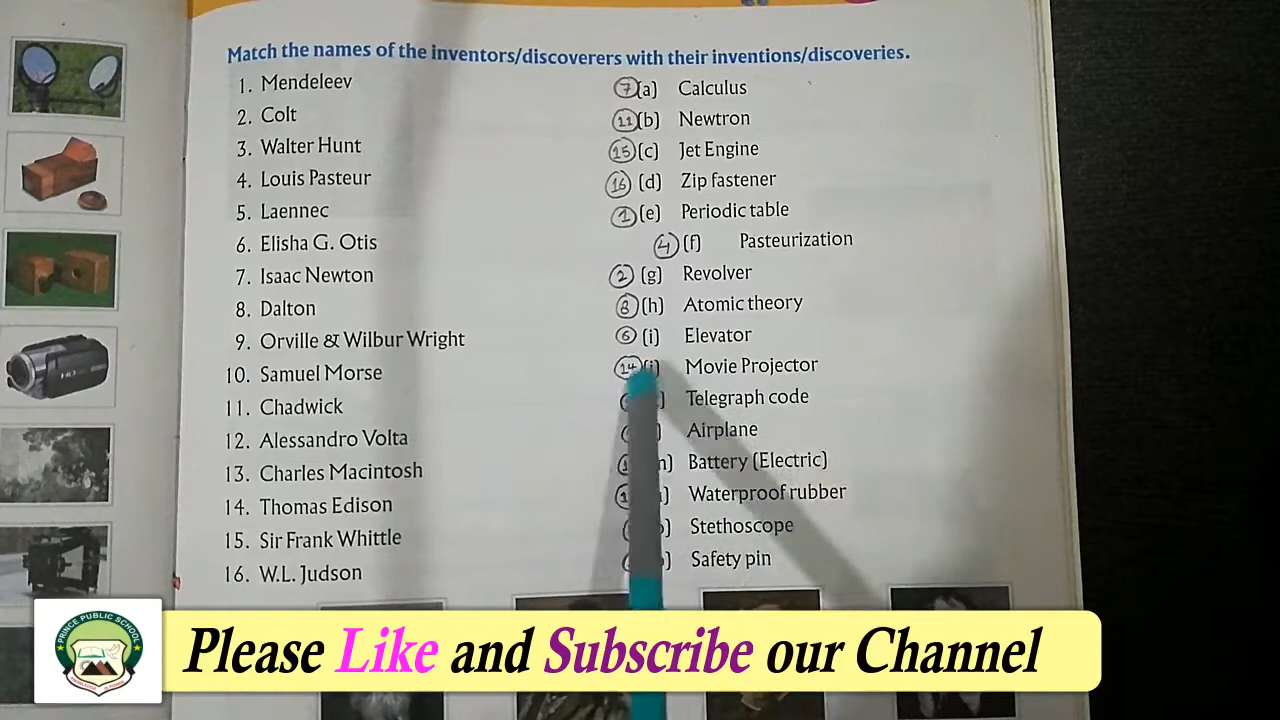 Match the names of the inventors/discoverers with their inventions/discoveries.
1. Mendeleev
2. Colt
3. Walter Hunt
4. Louis Pasteur
5. Laennec
6. Elisha G. Otis
7. Isaac Newton
8. Dalton
9. Orville & Wilbur Wright
10. Samuel Morse
11. Chadwick
12. Alessandro Volta
13. Charles Macintosh
14. Thomas Edison
15. Sir Frank Whittle
16. W.L. Judson
7 (a) Calculus
11 (b) Newtron
15 (c) Jet Engine
16 (d) Zip fastener
1 (e) Periodic table
4 (f) Pasteurization
2 (g) Revolver
8 (h) Atomic theory
6 (i) Elevator
14 (j) Movie Projector
Telegraph code
Airplane
Battery (Electric)
Waterproof rubber
Stethoscope
Safety pin
PRINCE PUBLIC SCHOOL
Please Like and Subscribe our Channel